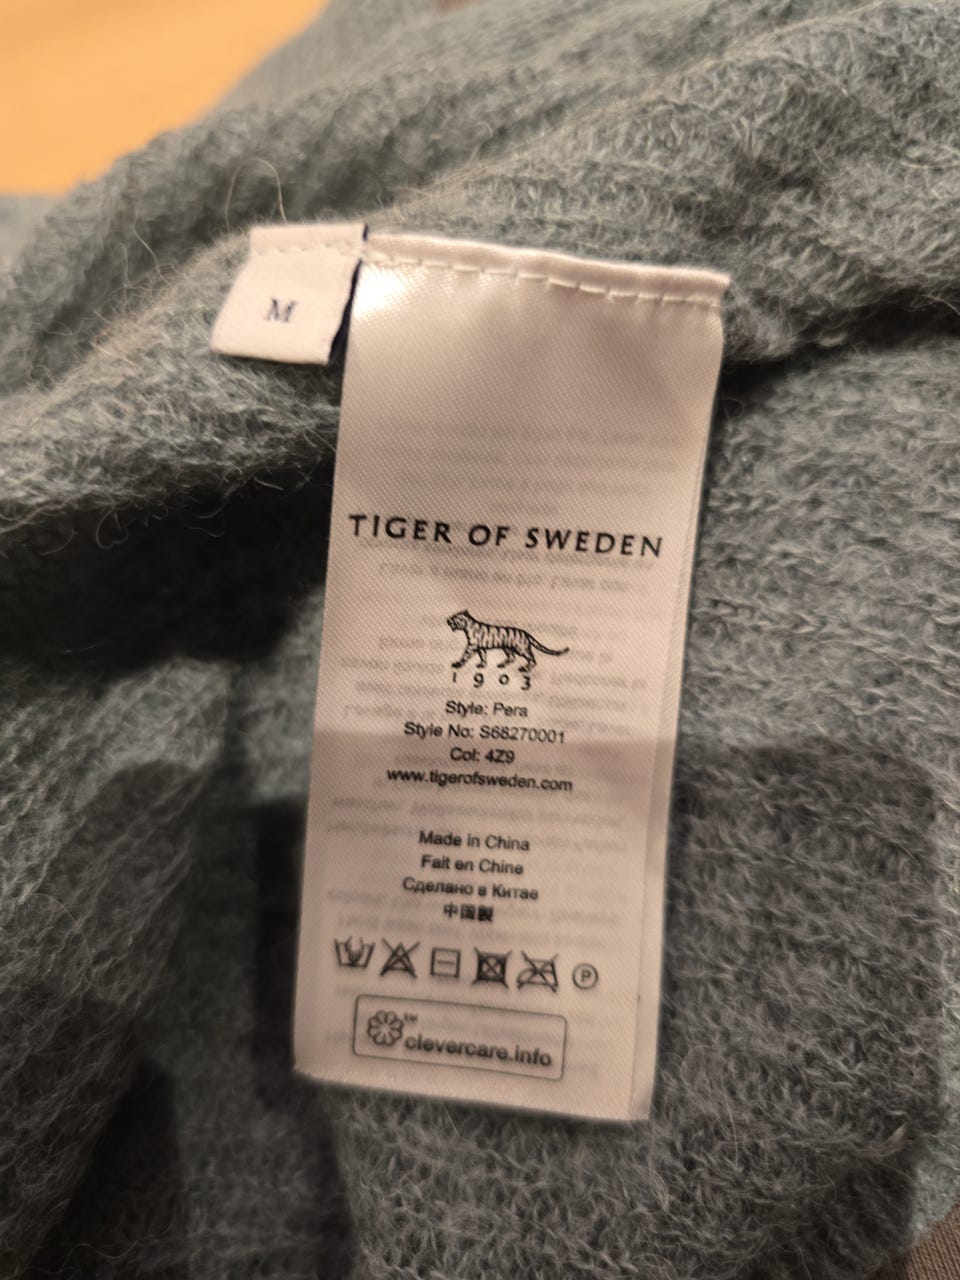 M
TIGER OF SWEDEN
1903
Style: Pera
Style No: S68270001
Col: 4Z9
www.tigerofsweden.com
Made in China
Fait en Chine
Сделано в Китае
中国製
P
™
clevercare.info